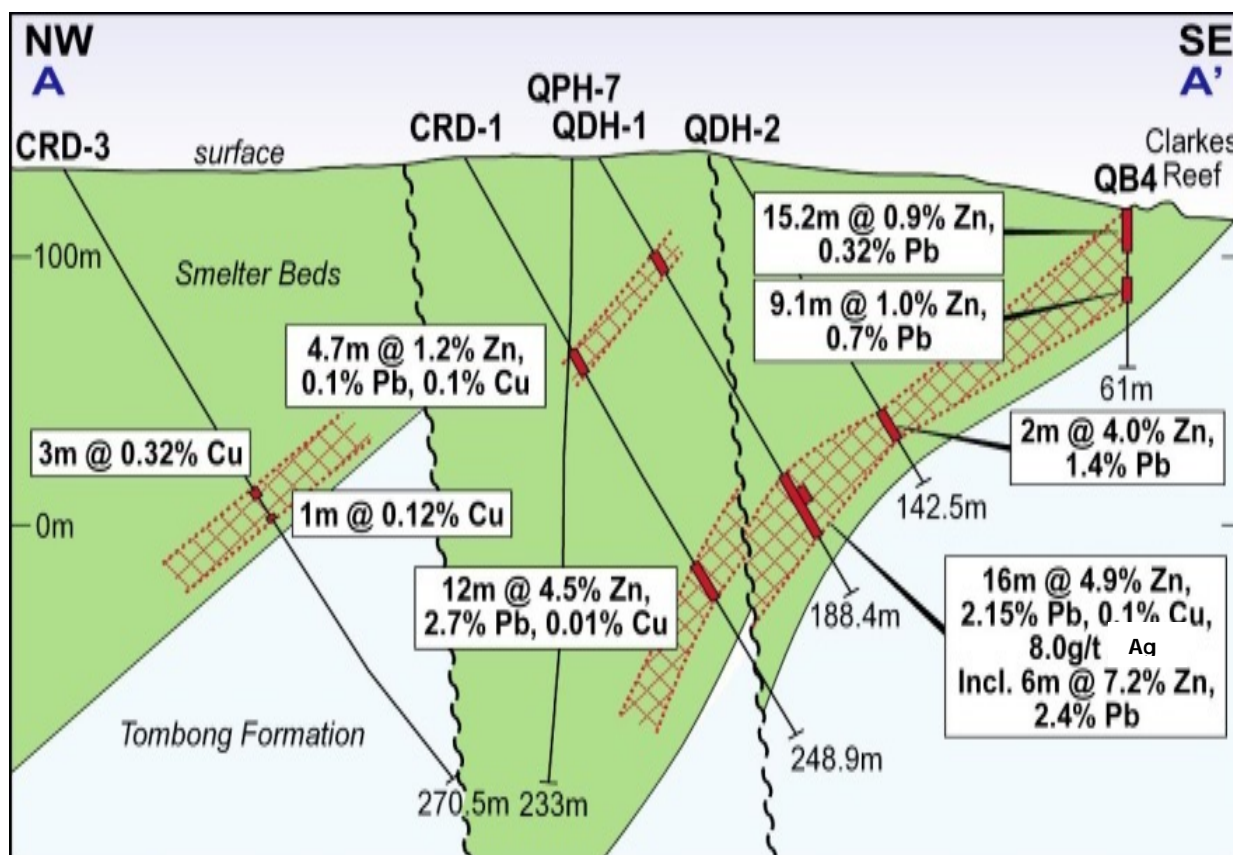 NW
A
SE
A'
QPH-7
CRD-3
surface
CRD-1
QDH-1
QDH-2
Clarkes
Reef
QB4
15.2m @ 0.9% Zn,
0.32% Pb
100m
Smelter Beds
9.1m @ 1.0% Zn,
0.7% Pb
4.7m @ 1.2% Zn,
0.1% Pb, 0.1% Cu
61m
3m @ 0.32% Cu
2m @ 4.0% Zn,
1.4% Pb
1m @ 0.12% Cu
142.5m
0m
12m @ 4.5% Zn,
2.7% Pb, 0.01% Cu
188.4m
16m @ 4.9% Zn,
2.15% Pb, 0.1% Cu,
8.0g/t Ag
Incl. 6m @ 7.2% Zn,
2.4% Pb
Tombong Formation
248.9m
270.5m
233m